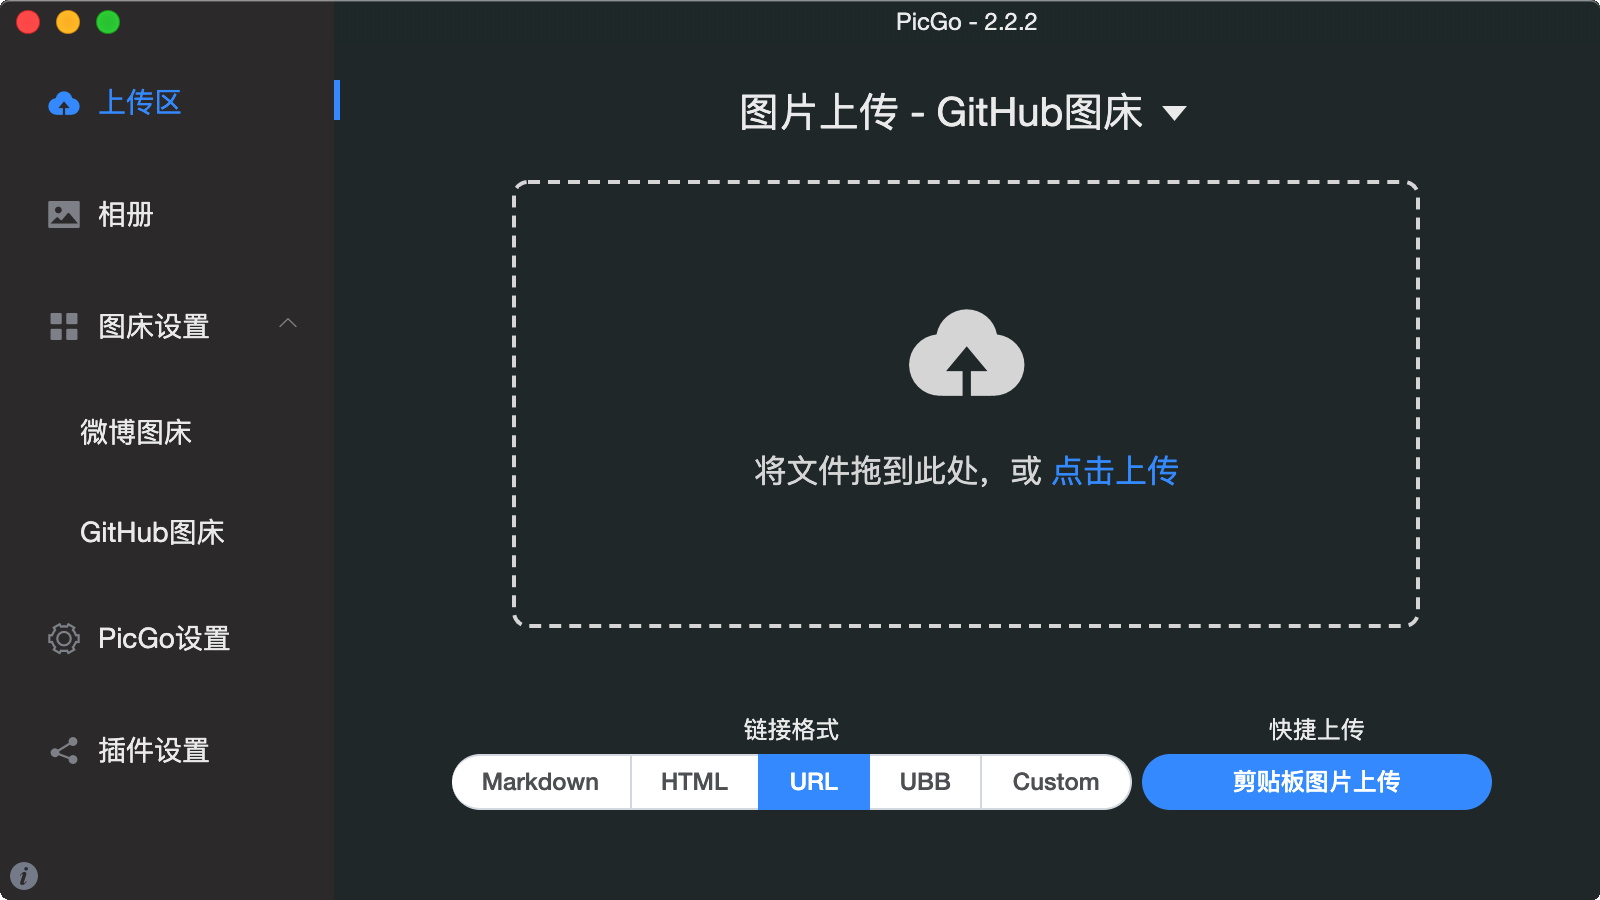 PicGo - 2.2.2
上传区
相册
图床设置
微博图床
GitHub图床
PicGo设置
插件设置
图片上传 - GitHub图床
将文件拖到此处，或 点击上传
链接格式
Markdown HTML URL UBB Custom
快捷上传
剪贴板图片上传